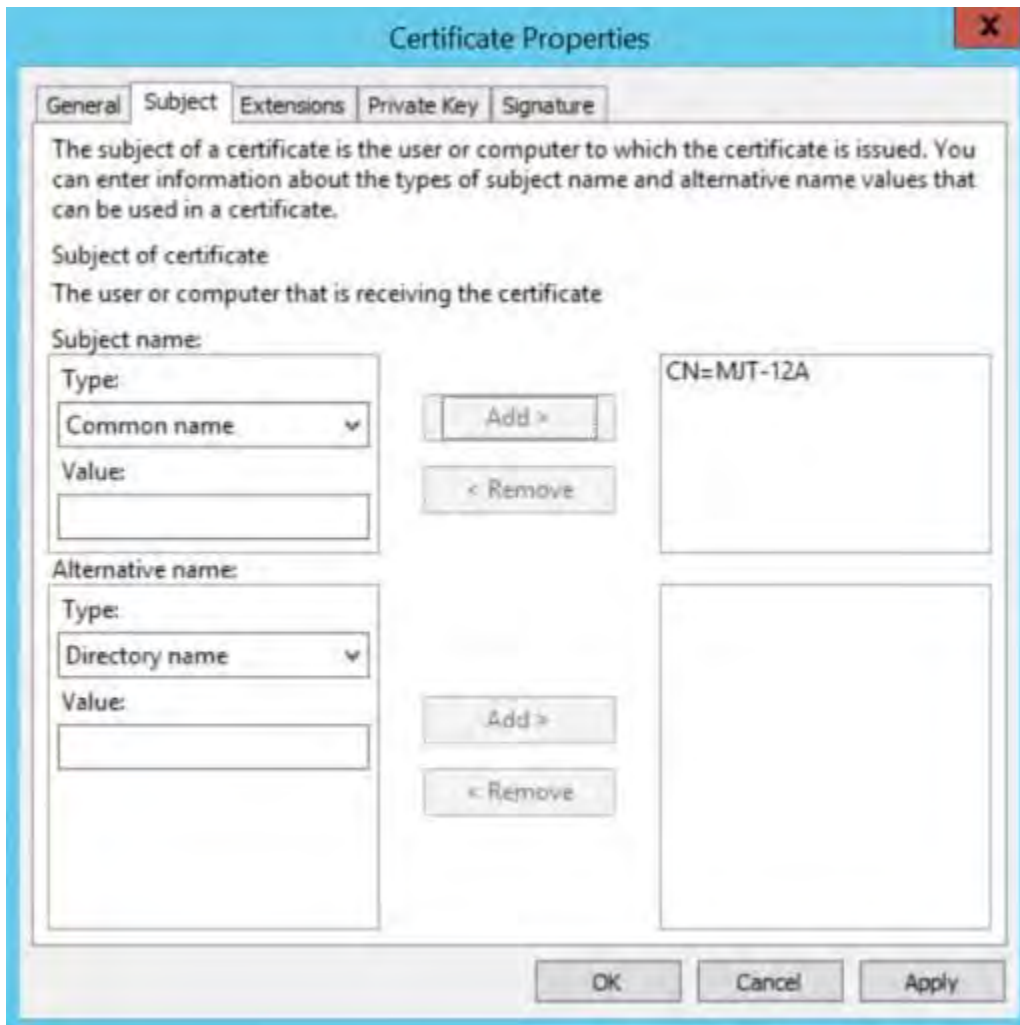 Certificate Properties
x
General Subject Extensions Private Key Signature
The subject of a certificate is the user or computer to which the certificate is issued. You
can enter information about the types of subject name and alternative name values that
can be used in a certificate.
Subject of certificate
The user or computer that is receiving the certificate
Subject name:
Type:
CN=MJT-12A
Common name
Add >
Value:
< Remove
Alternative name:
Type:
Directory name
Value:
Add >
< Remove
OK Cancel Apply